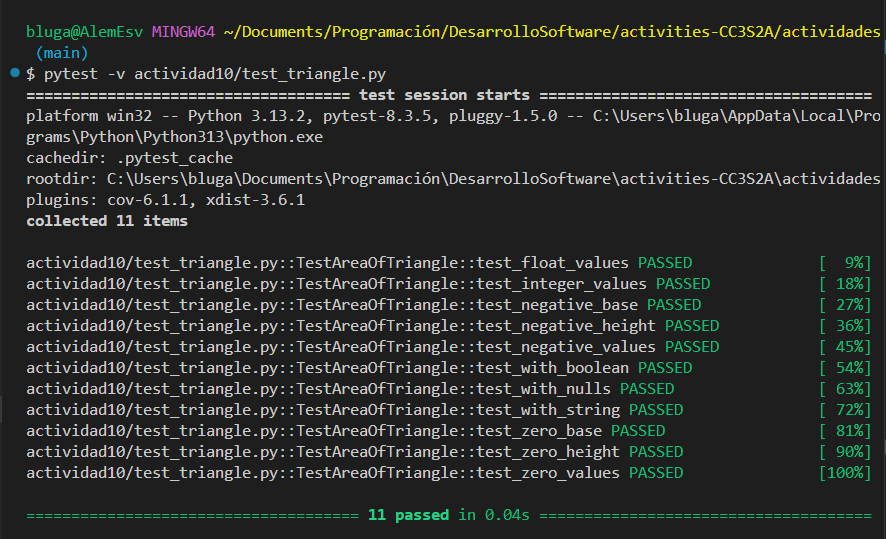 bluga@AlemEsv MINGW64 ~/Documents/Programación/DesarrolloSoftware/activities-CC3S2A/actividades
(main)
$ pytest -v actividad10/test_triangle.py
==================================== test session starts =====================================
platform win32 -- Python 3.13.2, pytest-8.3.5, pluggy-1.5.0 -- C:\Users\bluga\AppData\Local\Pro
grams\Python\Python313\python.exe
cachedir: .pytest_cache
rootdir: C:\Users\bluga\Documents\Programación\DesarrolloSoftware\activities-CC3S2A\actividades
plugins: cov-6.1.1, xdist-3.6.1
collected 11 items
actividad10/test_triangle.py::TestAreaOfTriangle::test_float_values PASSED [  9%]
actividad10/test_triangle.py::TestAreaOfTriangle::test_integer_values PASSED [ 18%]
actividad10/test_triangle.py::TestAreaOfTriangle::test_negative_base PASSED [ 27%]
actividad10/test_triangle.py::TestAreaOfTriangle::test_negative_height PASSED [ 36%]
actividad10/test_triangle.py::TestAreaOfTriangle::test_negative_values PASSED [ 45%]
actividad10/test_triangle.py::TestAreaOfTriangle::test_with_boolean PASSED [ 54%]
actividad10/test_triangle.py::TestAreaOfTriangle::test_with_nulls PASSED [ 63%]
actividad10/test_triangle.py::TestAreaOfTriangle::test_with_string PASSED [ 72%]
actividad10/test_triangle.py::TestAreaOfTriangle::test_zero_base PASSED [ 81%]
actividad10/test_triangle.py::TestAreaOfTriangle::test_zero_height PASSED [ 90%]
actividad10/test_triangle.py::TestAreaOfTriangle::test_zero_values PASSED [100%]
===================================== 11 passed in 0.04s =====================================